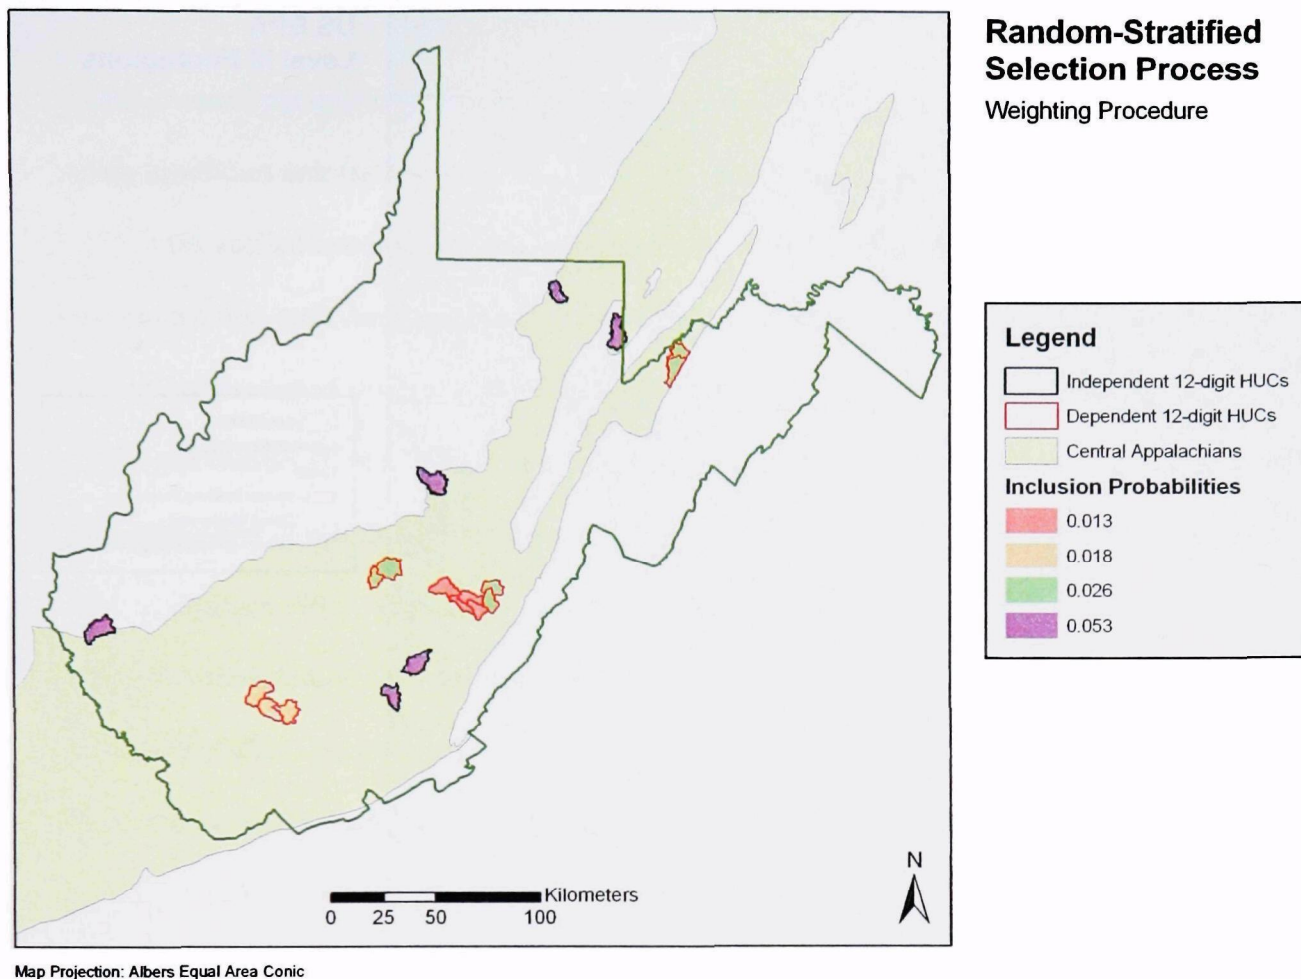 Random-Stratified
Selection Process
Weighting Procedure
Legend
Independent 12-digit HUCs
Dependent 12-digit HUCs
Central Appalachians
Inclusion Probabilities
0.013
0.018
0.026
0.053
N
Kilometers
0 25 50 100
Map Projection: Albers Equal Area Conic